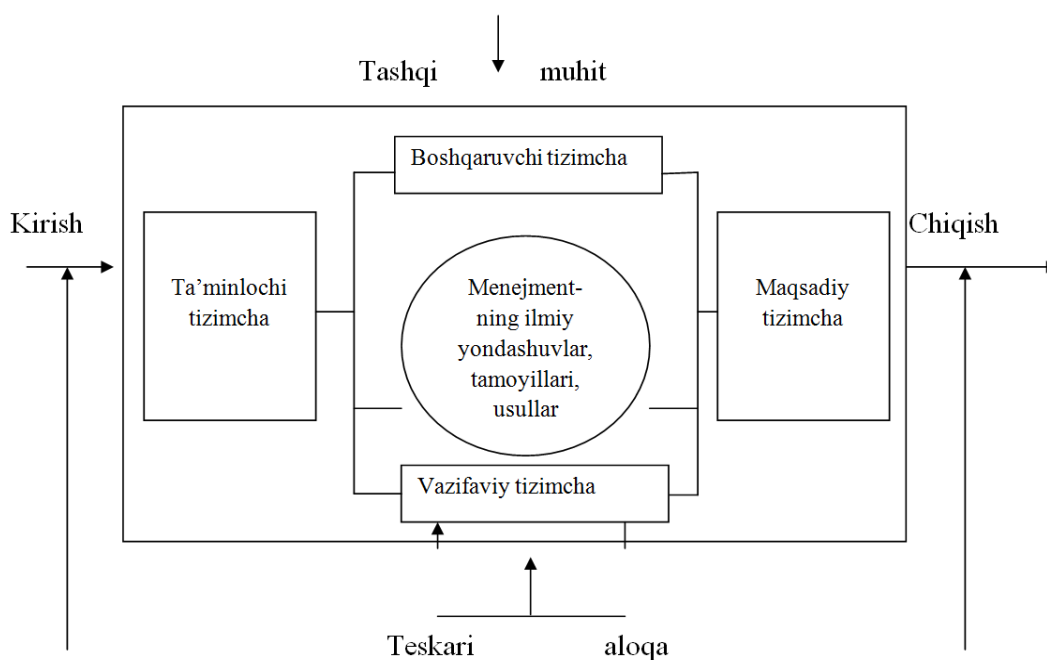 Tashqi muhit
Boshqaruvchi tizimcha
Kirish
Chiqish
Ta’minlochi
tizimcha
Menejment-
ning ilmiy
yondashuvlar,
tamoyillari,
usullar
Maqsadiy
tizimcha
Vazifaviy tizimcha
Teskari aloqa